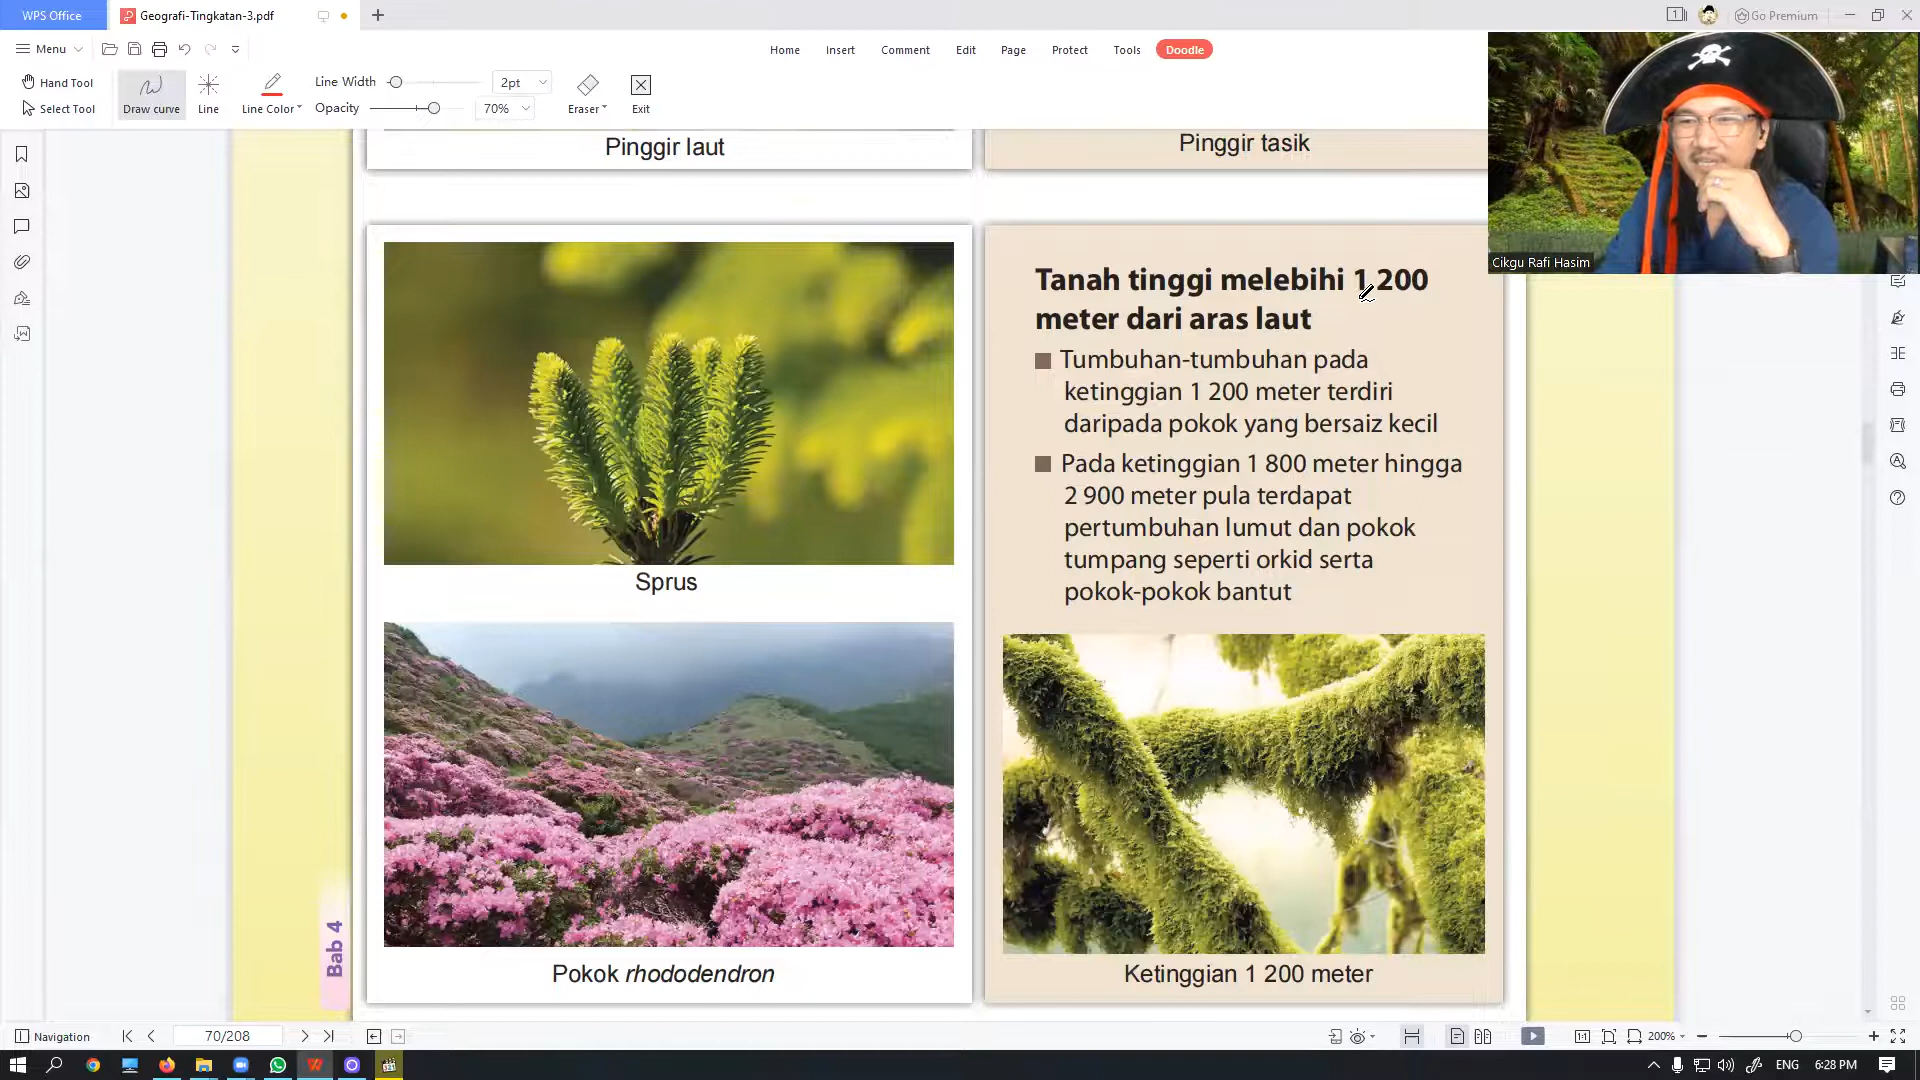 WPS Office
Geografi-Tingkatan-3.pdf
1
Go Premium
Menu
Home
Insert
Comment
Edit
Page
Protect
Tools
Doodle
Hand Tool
Select Tool
Draw curve
Line
Line Color
Line Width
2pt
Opacity
70%
Eraser
Exit
Cikgu Rafi Hasim
Pinggir laut
Pinggir tasik
Sprus
Pokok rhododendron
Tanah tinggi melebihi 1 200
meter dari aras laut
Tumbuhan-tumbuhan pada
ketinggian 1 200 meter terdiri
daripada pokok yang bersaiz kecil
Pada ketinggian 1 800 meter hingga
2 900 meter pula terdapat
pertumbuhan lumut dan pokok
tumpang seperti orkid serta
pokok-pokok bantut
Ketinggian 1 200 meter
Bab 4
Navigation
70/208
200%
ENG
6:28 PM